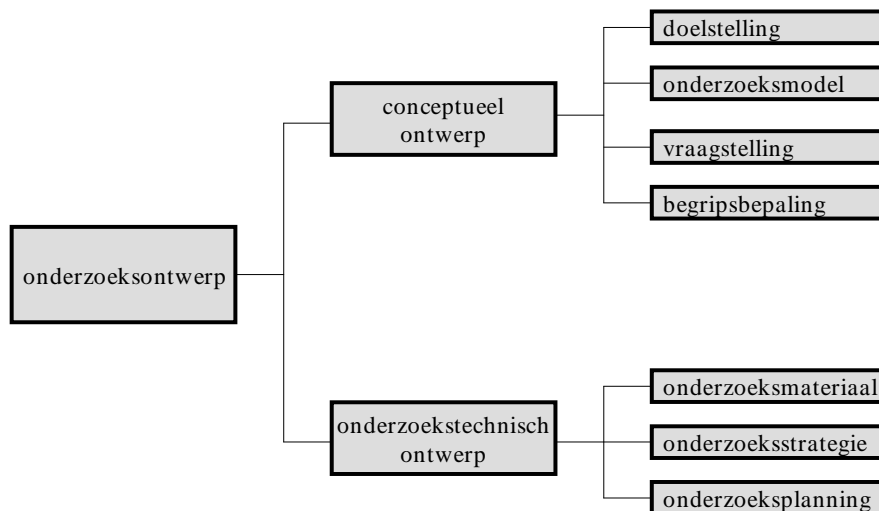 onderzoeksontwerp
conceptueel
ontwerp
doelstelling
onderzoeksmodel
vraagstelling
begripsbepaling
onderzoekstechnisch
ontwerp
onderzoeksmateriaal
onderzoeksstrategie
onderzoeksplanning